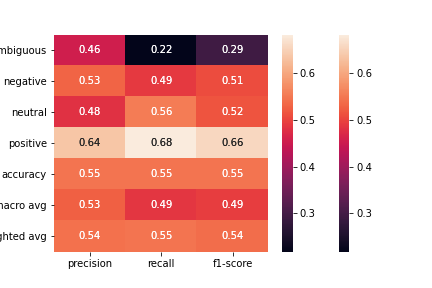 mbiguous 0.46 0.22 0.29
negative 0.53 0.49 0.51
neutral 0.48 0.56 0.52
positive 0.64 0.68 0.66
accuracy 0.55 0.55 0.55
nacro avg 0.53 0.49 0.49
ghted avg 0.54 0.55 0.54
precision recall f1-score
0.6 0.6
0.5 0.5
0.4 0.4
0.3 0.3